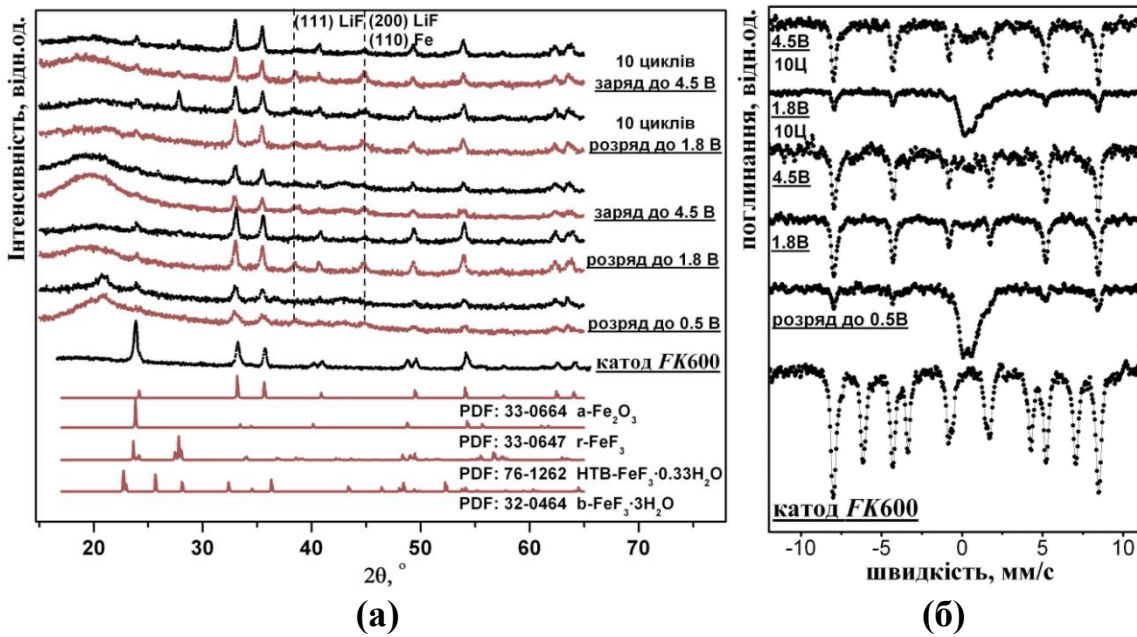 Інтенсивність, відн.од.
(111) LiF
(200) LiF
(110) Fe
10 циклів
заряд до 4.5 В
10 циклів
розряд до 1.8 В
заряд до 4.5 В
розряд до 1.8 В
розряд до 0.5 В
катод FK600
PDF: 33-0664 a-Fe₂O₃
PDF: 33-0647 r-FeF₃
PDF: 76-1262 HTB-FeF₃·0.33H₂O
PDF: 32-0464 b-FeF₃·3H₂O
20 30 40 50 60 70
2θ, °
(а)
поглинання, відн.од.
4.5В
10Ц
1.8В
10Ц
4.5В
1.8В
розряд до 0.5В
катод FK600
-10 -5 0 5 10
швидкість, мм/с
(б)